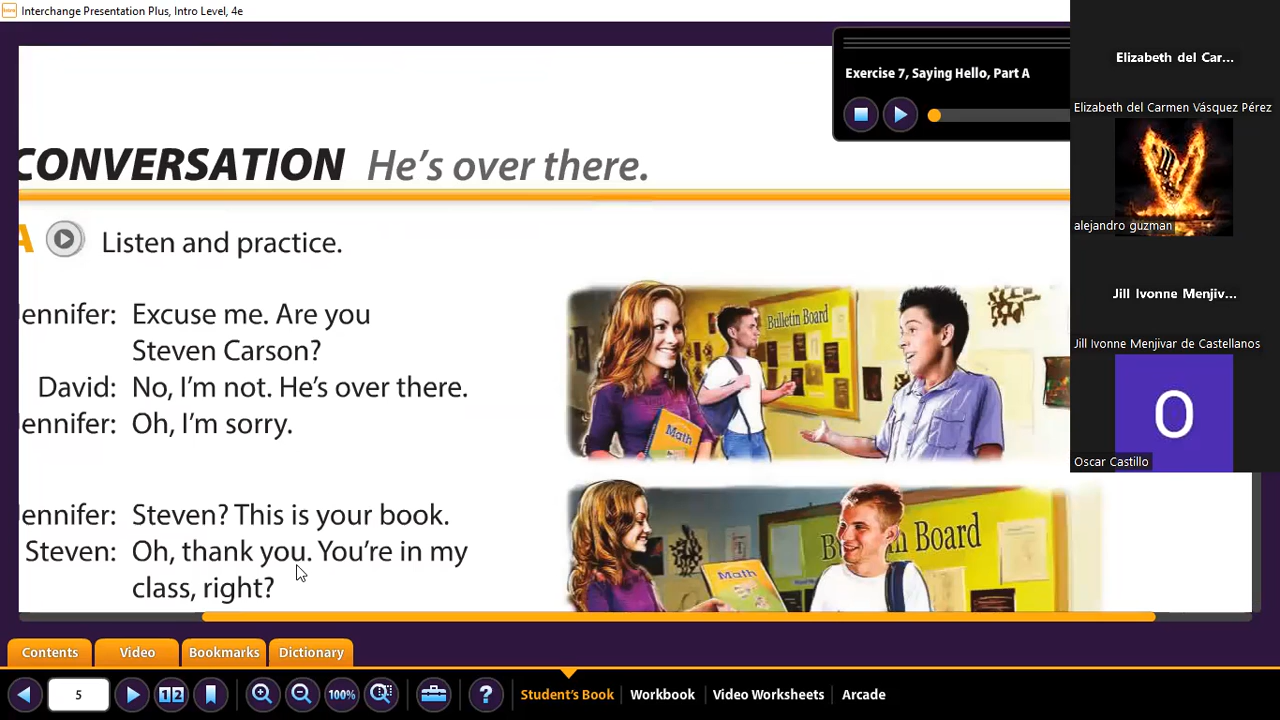 Interchange Presentation Plus, Intro Level, 4e
Exercise 7, Saying Hello, Part A
CONVERSATION He's over there.
A Listen and practice.
ennifer: Excuse me. Are you
Steven Carson?
David: No, I'm not. He's over there.
ennifer: Oh, I'm sorry.
Bulletin Board
Math
ennifer: Steven? This is your book.
Steven: Oh, thank you. You're in my
class, right?
Board
Math
Elizabeth del Car...
Elizabeth del Carmen Vásquez Pérez
alejandro guzman
Jill Ivonne Menjiv...
Jill Ivonne Menjivar de Castellanos
O
Oscar Castillo
Contents Video Bookmarks Dictionary
5 1 2 100% ? Student's Book Workbook Video Worksheets Arcade